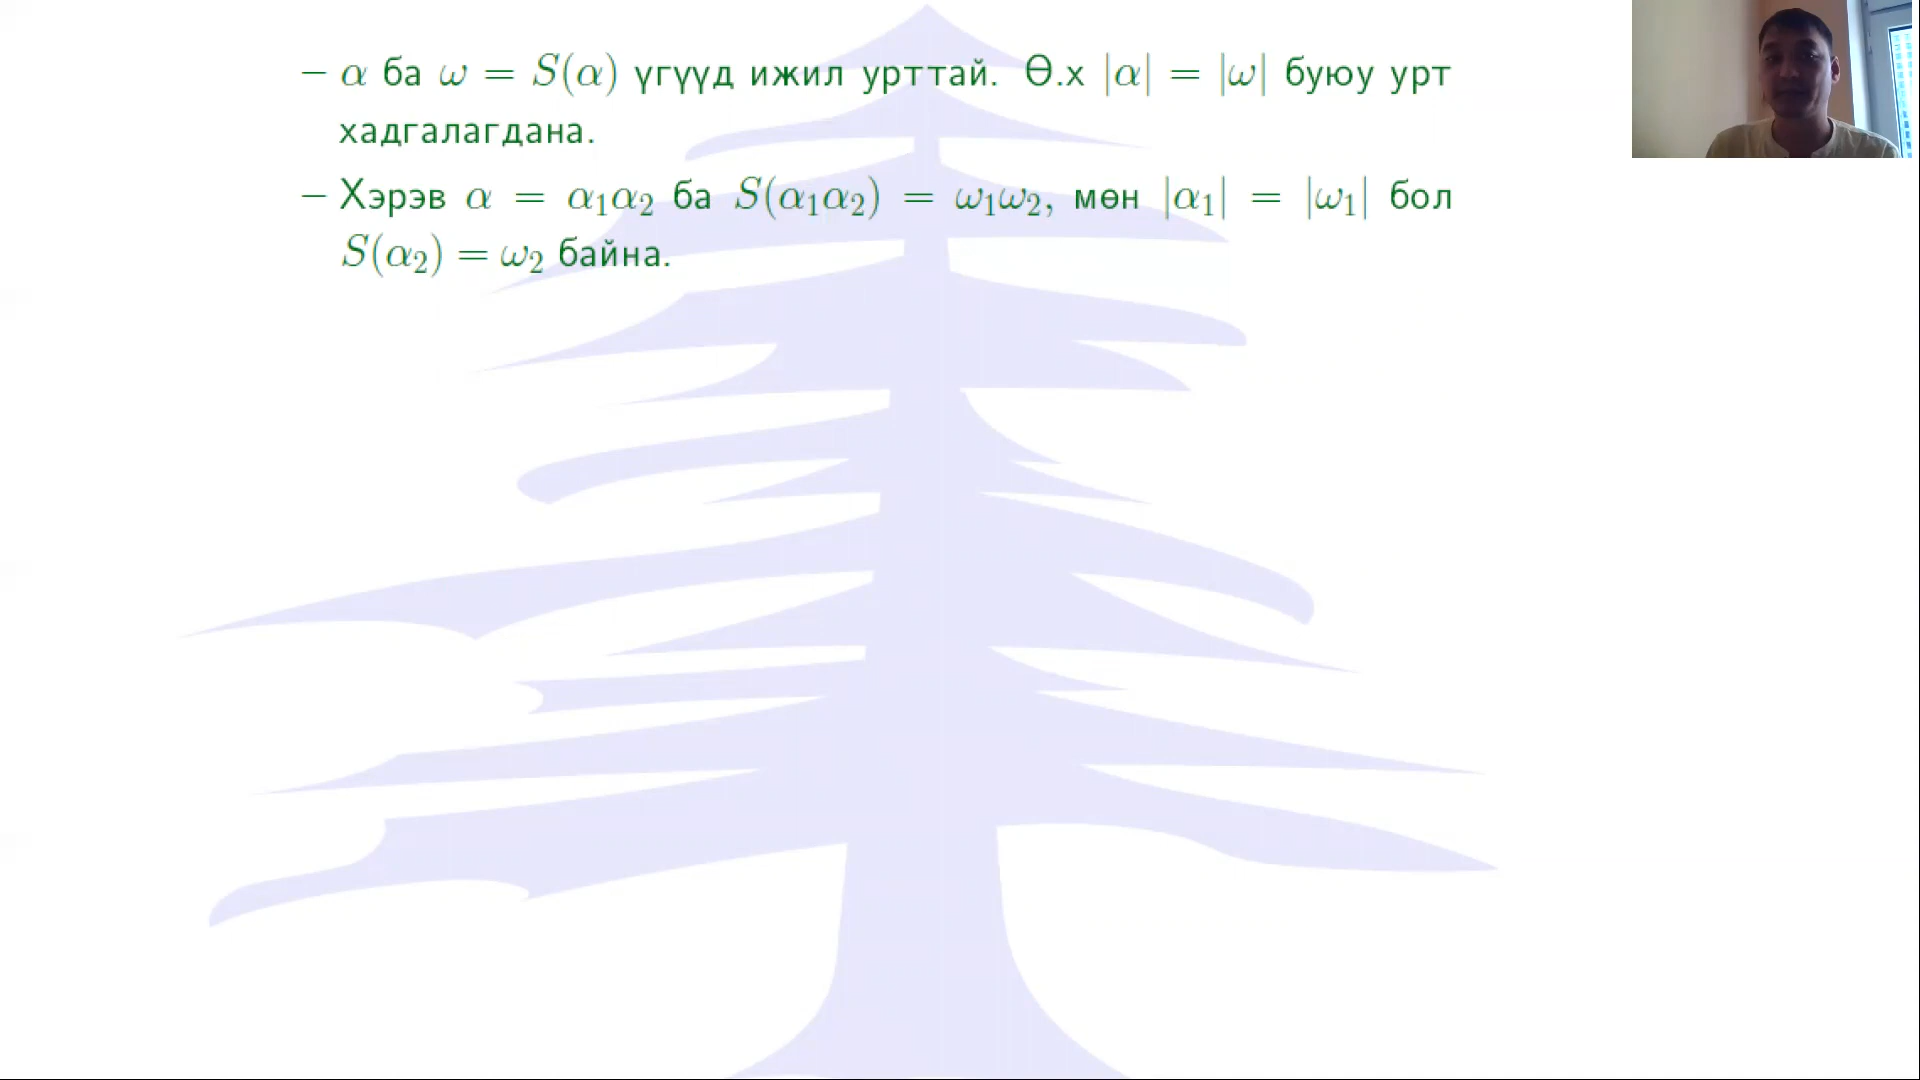 – α ба ω = S(α) үгүүд ижил урттай. Ө.х |α| = |ω| буюу урт
хадгалагдана.
– Хэрэв α = α₁α₂ ба S(α₁α₂) = ω₁ω₂, мөн |α₁| = |ω₁| бол
S(α₂) = ω₂ байна.